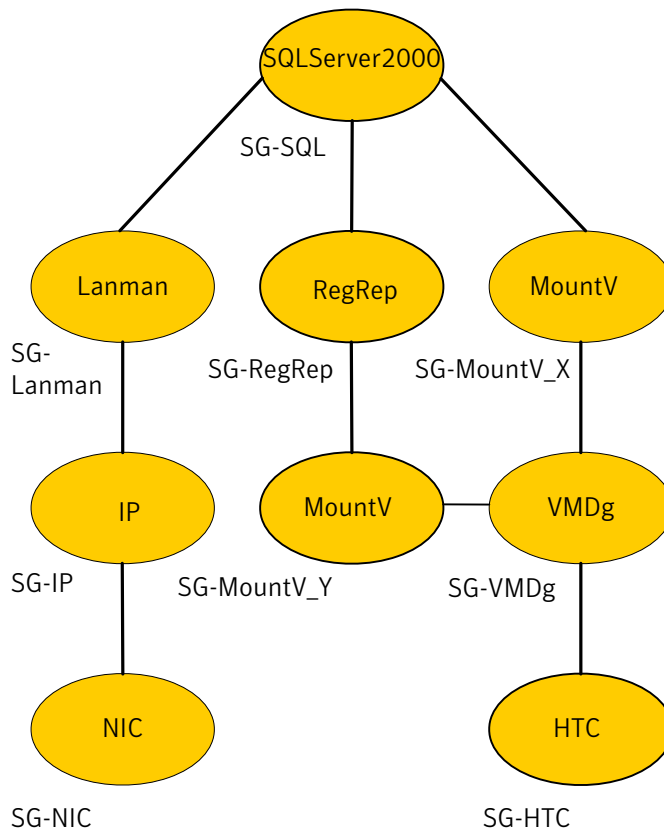 SQLServer2000
SG-SQL
Lanman
RegRep
MountV
SG-
Lanman
SG-RegRep
SG-MountV_X
IP
MountV
VMDg
SG-IP
SG-MountV_Y
SG-VMDg
NIC
HTC
SG-NIC
SG-HTC